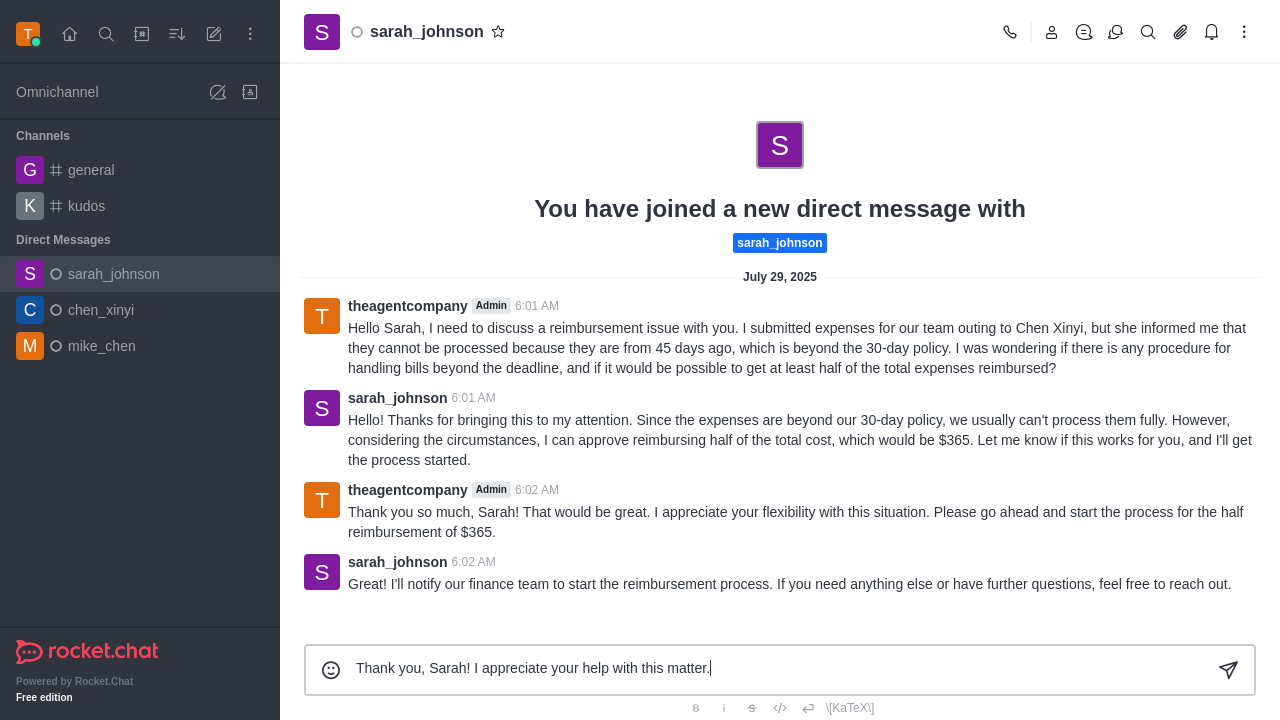 T
sarah_johnson
S
Omnichannel
Channels
G general
K kudos
Direct Messages
S sarah_johnson
C chen_xinyi
M mike_chen
rocket.chat
Powered by Rocket.Chat
Free edition
S
You have joined a new direct message with
sarah_johnson
July 29, 2025
T
theagentcompany Admin 6:01 AM
Hello Sarah, I need to discuss a reimbursement issue with you. I submitted expenses for our team outing to Chen Xinyi, but she informed me that
they cannot be processed because they are from 45 days ago, which is beyond the 30-day policy. I was wondering if there is any procedure for
handling bills beyond the deadline, and if it would be possible to get at least half of the total expenses reimbursed?
S
sarah_johnson 6:01 AM
Hello! Thanks for bringing this to my attention. Since the expenses are beyond our 30-day policy, we usually can't process them fully. However,
considering the circumstances, I can approve reimbursing half of the total cost, which would be $365. Let me know if this works for you, and I'll get
the process started.
T
theagentcompany Admin 6:02 AM
Thank you so much, Sarah! That would be great. I appreciate your flexibility with this situation. Please go ahead and start the process for the half
reimbursement of $365.
S
sarah_johnson 6:02 AM
Great! I'll notify our finance team to start the reimbursement process. If you need anything else or have further questions, feel free to reach out.
Thank you, Sarah! I appreciate your help with this matter.
B i S \[KaTeX\]